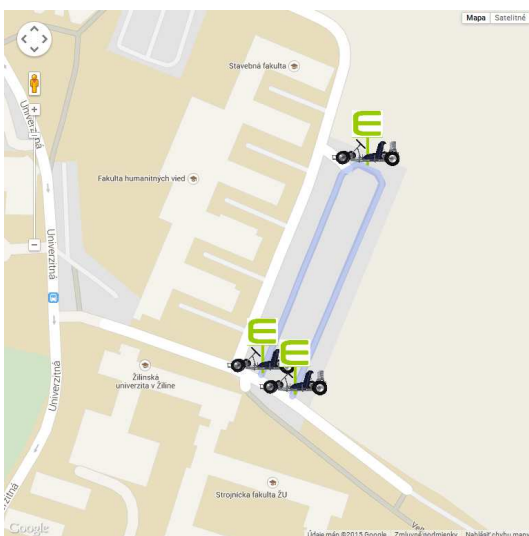 Mapa
Satelitné
Stavebná fakulta
Univerzitná
Fakulta humanitných vied
Univerzitná
Žilinská
univerzita v Žiline
Univerzitná
Strojnícka fakulta ŽU
Google
Údaje máp ©2015 Google
Zmluvné podmienky
Nahlásiť chybu mapy